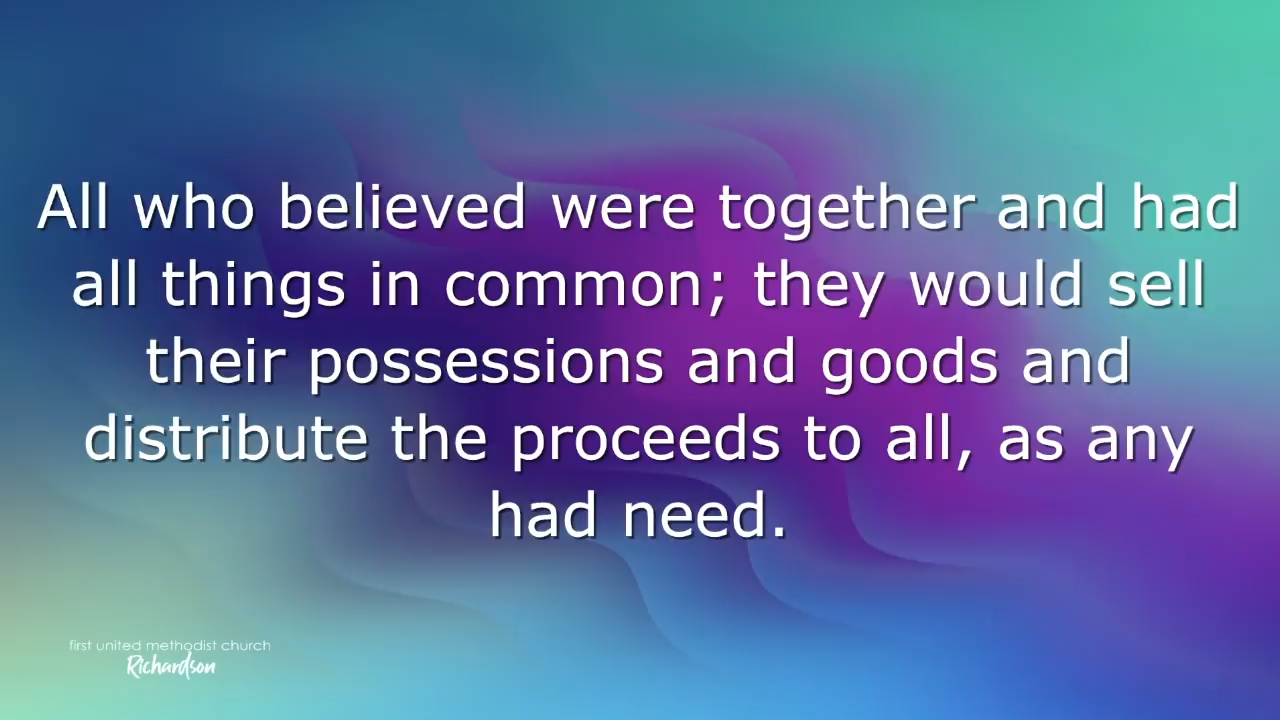 All who believed were together and had
all things in common; they would sell
their possessions and goods and
distribute the proceeds to all, as any
had need.
first united methodist church
Richardson